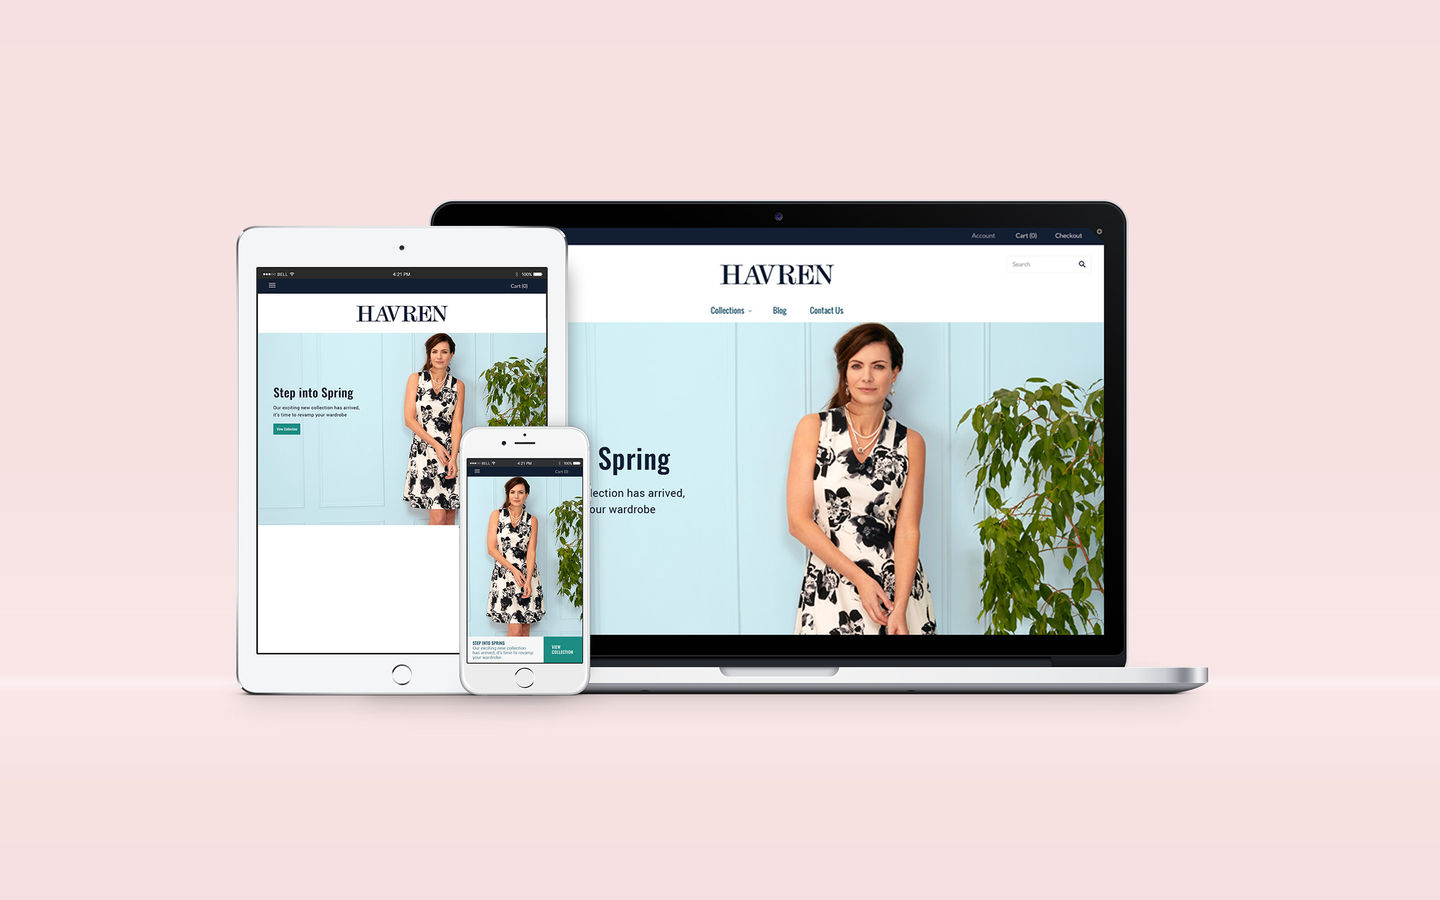 ●●●○○ BELL
4:21 PM
100%
Cart (0)
HAVREN
Step into Spring
Our exciting new collection has arrived,
it's time to revamp your wardrobe
View Collection
●●●○○ BELL
4:21 PM
100%
Cart (0)
STEP INTO SPRING
Our exciting new collection
has arrived, it's time to revamp
your wardrobe
VIEW
COLLECTION
Account Cart (0) Checkout
HAVREN
Search
Collections Blog Contact Us
Spring
lection has arrived,
our wardrobe